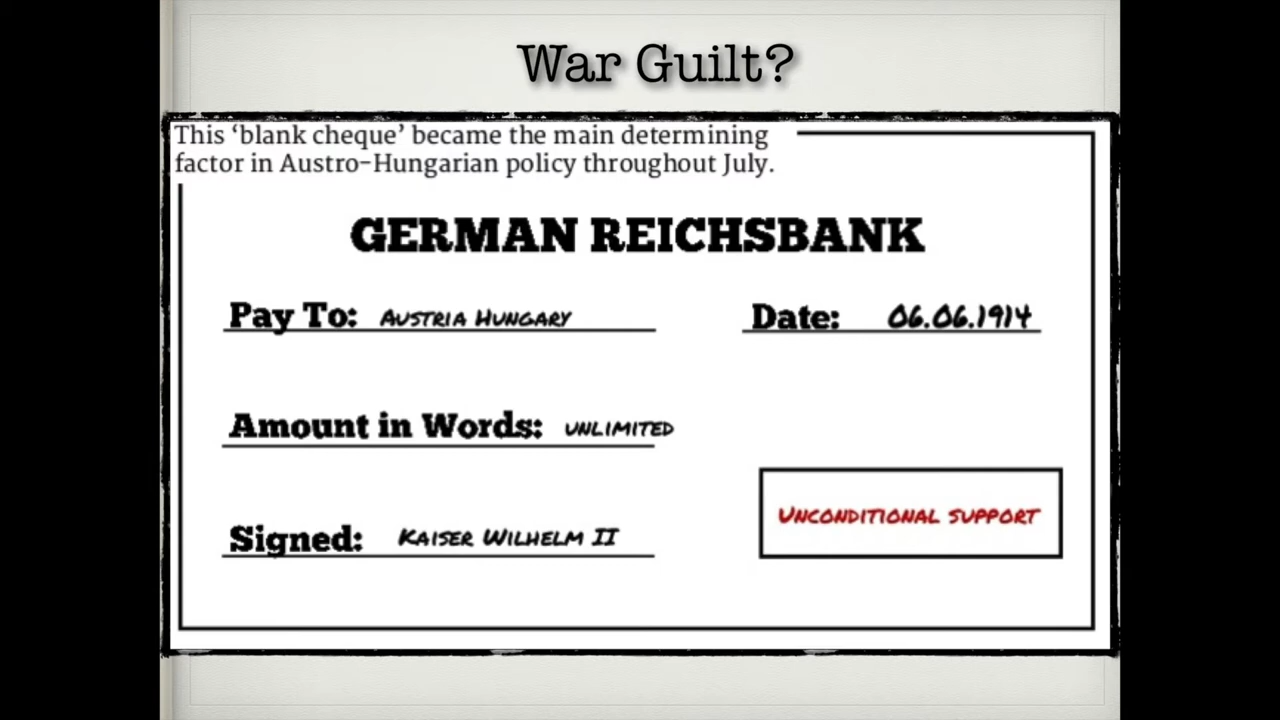 War Guilt?
This ‘blank cheque’ became the main determining
factor in Austro-Hungarian policy throughout July.
GERMAN REICHSBANK
Pay To: Austria Hungary
Date: 06.06.1914
Amount in Words: unlimited
Unconditional support
Signed: Kaiser Wilhelm II